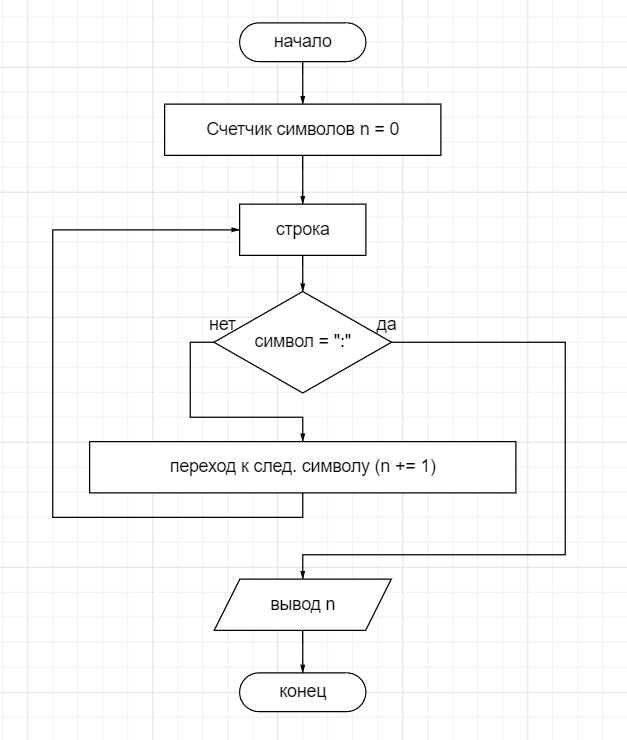 начало
Счетчик символов n = 0
строка
нет
да
символ = ":"
переход к след. символу (n += 1)
вывод n
конец